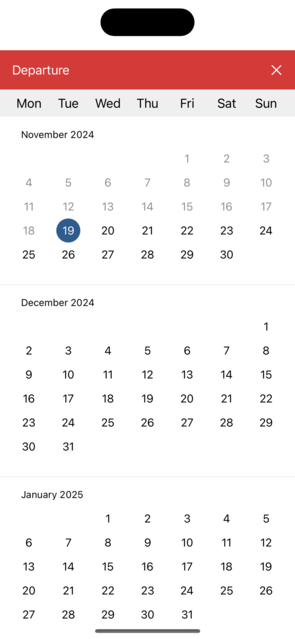 Departure
Mon Tue Wed Thu Fri Sat Sun
November 2024
1 2 3
4 5 6 7 8 9 10
11 12 13 14 15 16 17
18 19 20 21 22 23 24
25 26 27 28 29 30
December 2024
1
2 3 4 5 6 7 8
9 10 11 12 13 14 15
16 17 18 19 20 21 22
23 24 25 26 27 28 29
30 31
January 2025
1 2 3 4 5
6 7 8 9 10 11 12
13 14 15 16 17 18 19
20 21 22 23 24 25 26
27 28 29 30 31